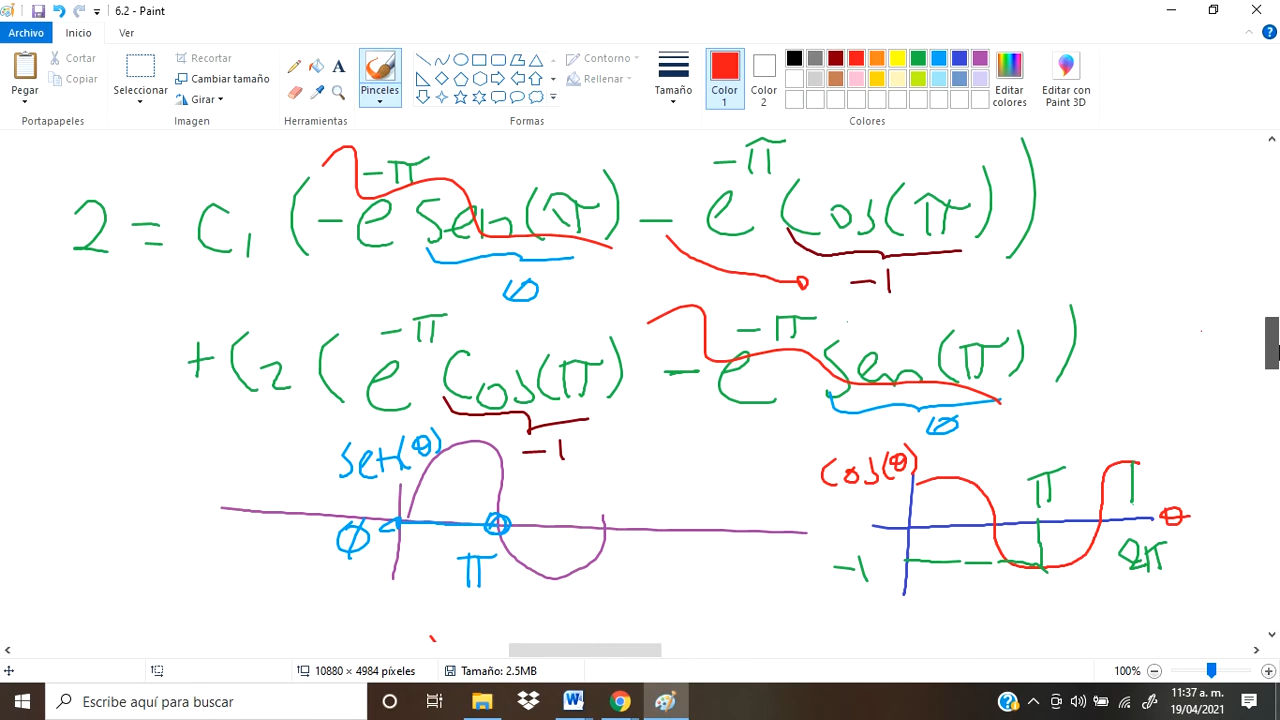 6.2 - Paint
Archivo Inicio Ver
Pegar
Cortar
Copiar
Portapapeles
Seleccionar
Recortar
Cambiar tamaño
Girar
Imagen
A
Herramientas
Pinceles
Contorno
Rellenar
Formas
Tamaño
Color 1
Color 2
Editar colores
Colores
Editar con Paint 3D
2 = C₁ (-e^-π Sen(π) - e^-π Cos(π))
0 -1
+C₂ (e^-π Cos(π) - e^-π Sen(π))
-1 0
Sen(θ)
0 π
Cos(θ)
π
θ
-1 2π
10880 × 4984 píxeles Tamaño: 2.5MB 100%
Escribe aquí para buscar
11:37 a. m.
19/04/2021